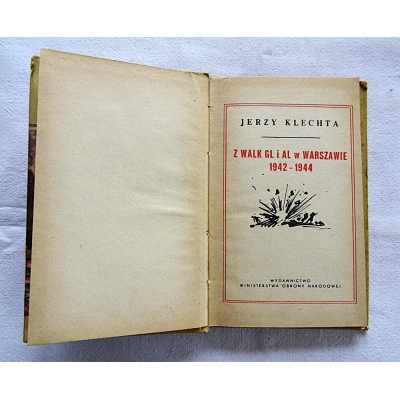 JERZY KLECHTA
Z WALK GL i AL w WARSZAWIE
1942-1944
WYDAWNICTWO
MINISTERSTWA OBRONY NARODOWEJ